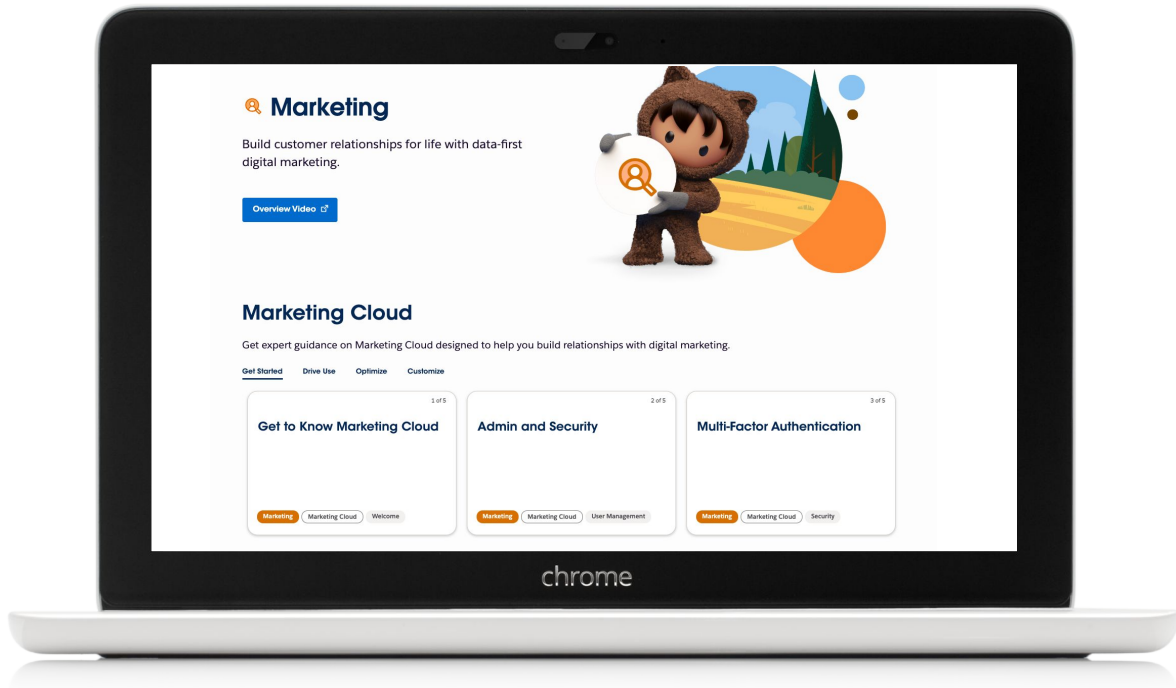 Marketing
Build customer relationships for life with data-first
digital marketing.
Overview Video
Marketing Cloud
Get expert guidance on Marketing Cloud designed to help you build relationships with digital marketing.
Get Started Drive Use Optimize Customize
1 of 5
Get to Know Marketing Cloud
Marketing Marketing Cloud Welcome
2 of 5
Admin and Security
Marketing Marketing Cloud User Management
3 of 5
Multi-Factor Authentication
Marketing Marketing Cloud Security
chrome